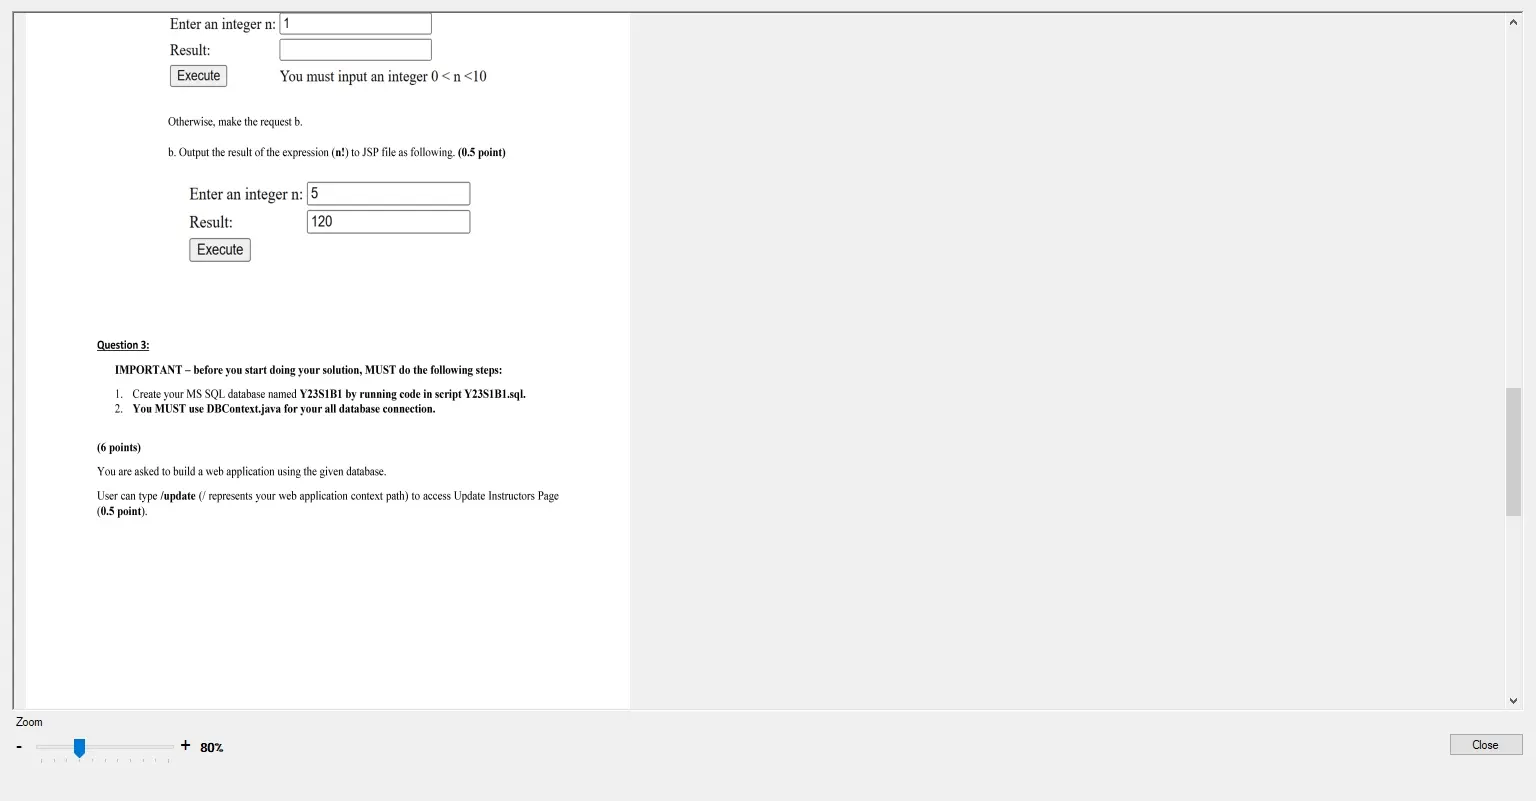 Enter an integer n: 1
Result:
Execute You must input an integer 0 < n <10
Otherwise, make the request b.
b. Output the result of the expression (n!) to JSP file as following. (0.5 point)
Enter an integer n: 5
Result: 120
Execute
Question 3:
IMPORTANT – before you start doing your solution, MUST do the following steps:
1. Create your MS SQL database named Y23S1B1 by running code in script Y23S1B1.sql.
2. You MUST use DBContext.java for your all database connection.
(6 points)
You are asked to build a web application using the given database.
User can type /update (/ represents your web application context path) to access Update Instructors Page
(0.5 point).
Zoom
- + 80%
Close